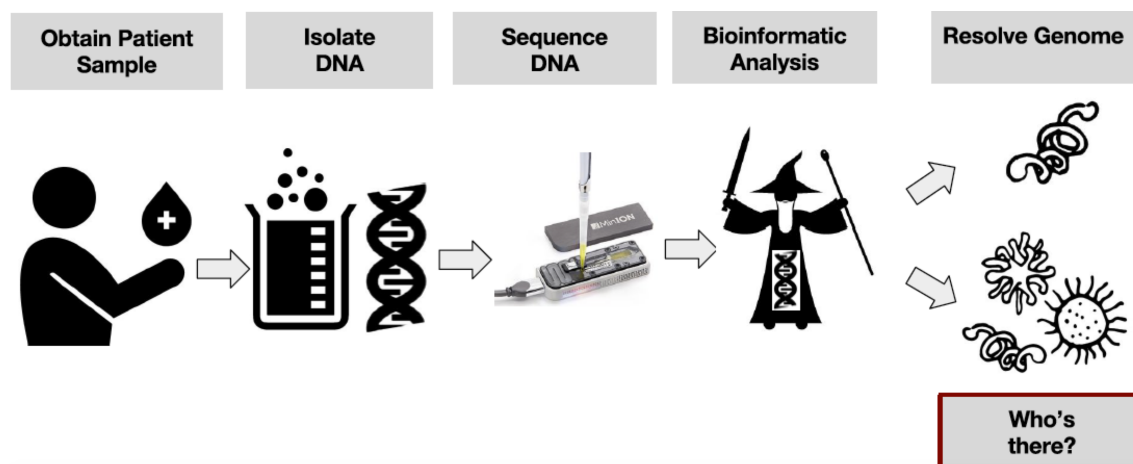 Obtain Patient
Sample
Isolate
DNA
Sequence
DNA
Bioinformatic
Analysis
Resolve Genome
MinION
Who's
there?